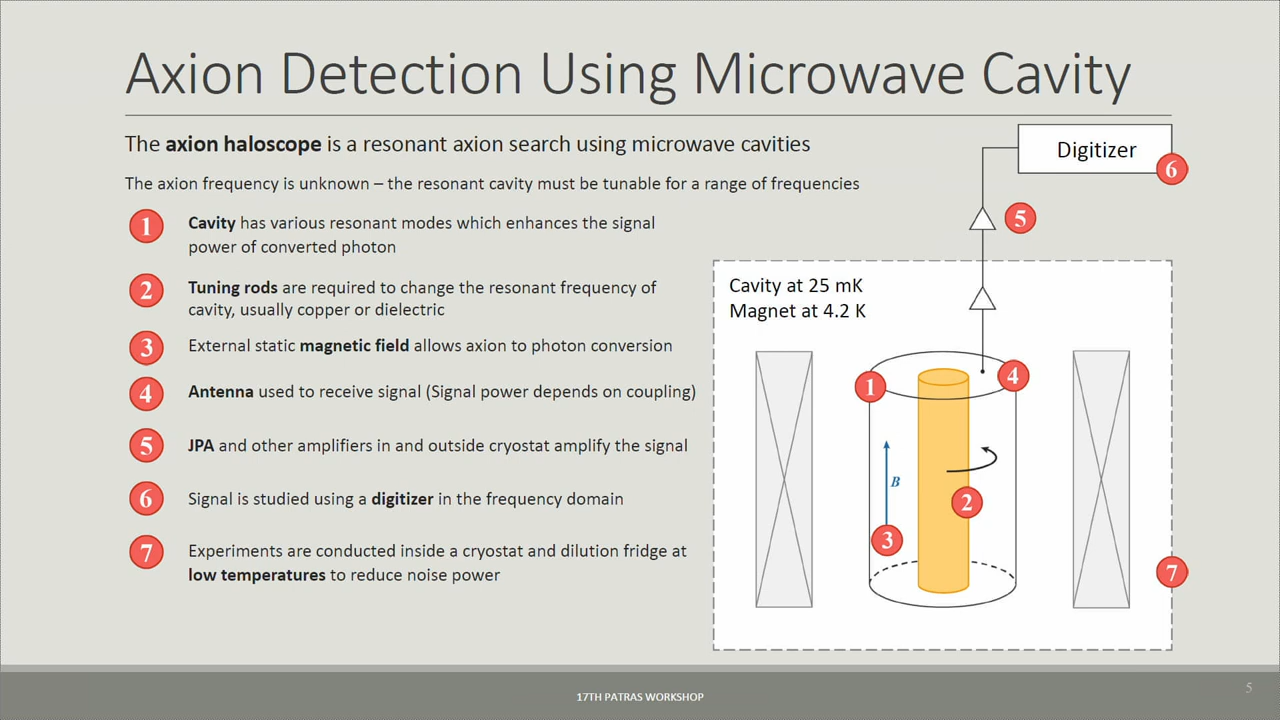 Axion Detection Using Microwave Cavity
The axion haloscope is a resonant axion search using microwave cavities
The axion frequency is unknown – the resonant cavity must be tunable for a range of frequencies
1 Cavity has various resonant modes which enhances the signal
power of converted photon
2 Tuning rods are required to change the resonant frequency of
cavity, usually copper or dielectric
3 External static magnetic field allows axion to photon conversion
4 Antenna used to receive signal (Signal power depends on coupling)
5 JPA and other amplifiers in and outside cryostat amplify the signal
6 Signal is studied using a digitizer in the frequency domain
7 Experiments are conducted inside a cryostat and dilution fridge at
low temperatures to reduce noise power
Digitizer
6
5
Cavity at 25 mK
Magnet at 4.2 K
1
4
B
2
3
7
17TH PATRAS WORKSHOP
5